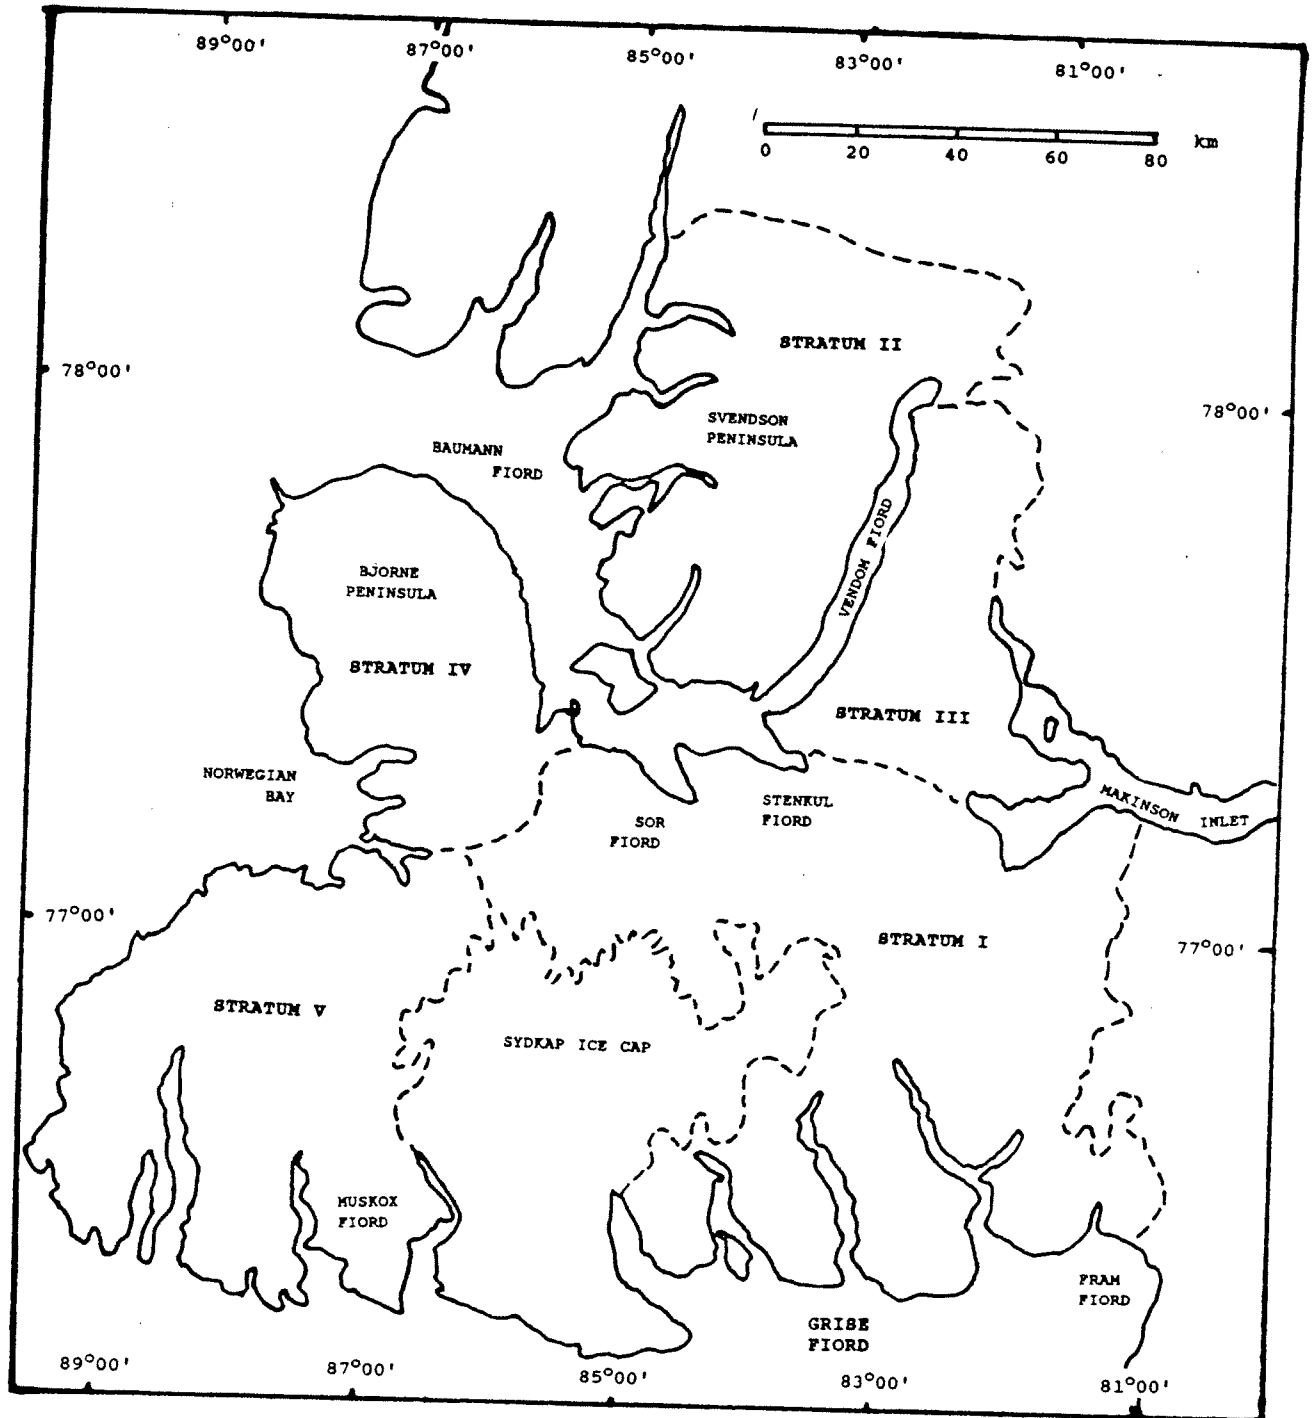 89°00'
87°00'
85°00'
83°00'
81°00'
0 20 40 60 80 km
STRATUM II
78°00'
78°00'
SVENDSON
PENINSULA
BAUMANN
FIORD
VENDOM FIORD
BJORNE
PENINSULA
STRATUM IV
STRATUM III
NORWEGIAN
BAY
STENKUL
FIORD
SOR
FIORD
MAKINSON INLET
77°00'
77°00'
STRATUM I
STRATUM V
SYDKAP ICE CAP
MUSKOX
FIORD
FRAM
FIORD
GRISE
FIORD
89°00'
87°00'
85°00'
83°00'
81°00'